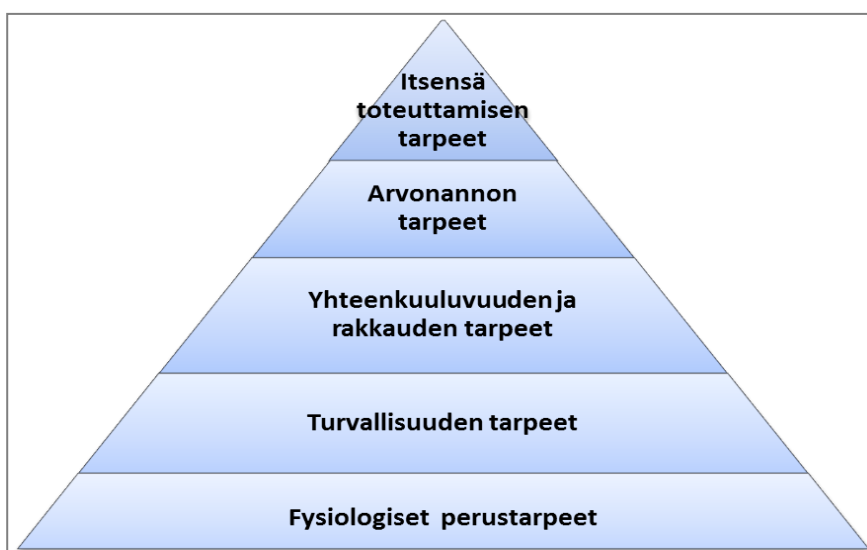 Itsensä
toteuttamisen
tarpeet
Arvonannon
tarpeet
Yhteenkuuluvuuden ja
rakkauden tarpeet
Turvallisuuden tarpeet
Fysiologiset perustarpeet